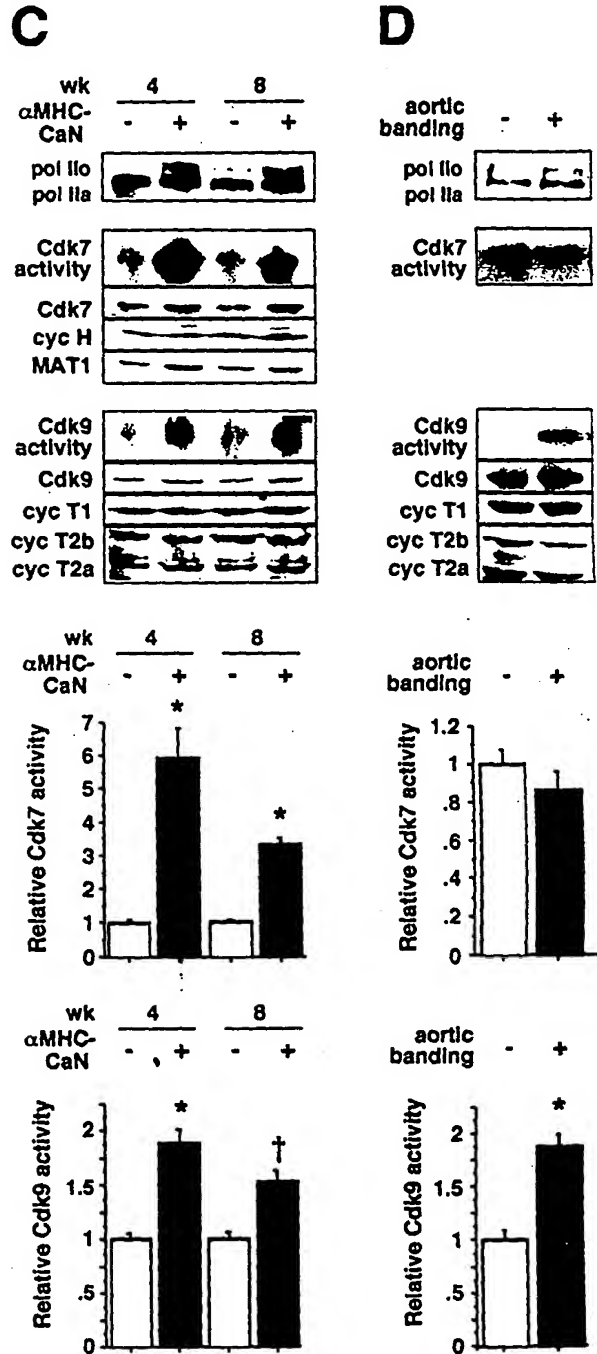 C
wk 4 8
αMHC-
CaN - + - +
pol IIo
pol IIa
Cdk7
activity
Cdk7
cyc H
MAT1
Cdk9
activity
Cdk9
cyc T1
cyc T2b
cyc T2a
wk 4 8
αMHC-
CaN - + - +
Relative Cdk7 activity
7
6
5
4
3
2
1
0
* *
wk 4 8
αMHC-
CaN - + - +
Relative Cdk9 activity
2
1.5
1
.5
0
* †
D
aortic
banding - +
pol IIo
pol IIa
Cdk7
activity
Cdk9
activity
Cdk9
cyc T1
cyc T2b
cyc T2a
aortic
banding - +
Relative Cdk7 activity
1.2
1
.8
.6
.4
.2
0
aortic
banding - +
Relative Cdk9 activity
2
1.5
1
.5
0
*